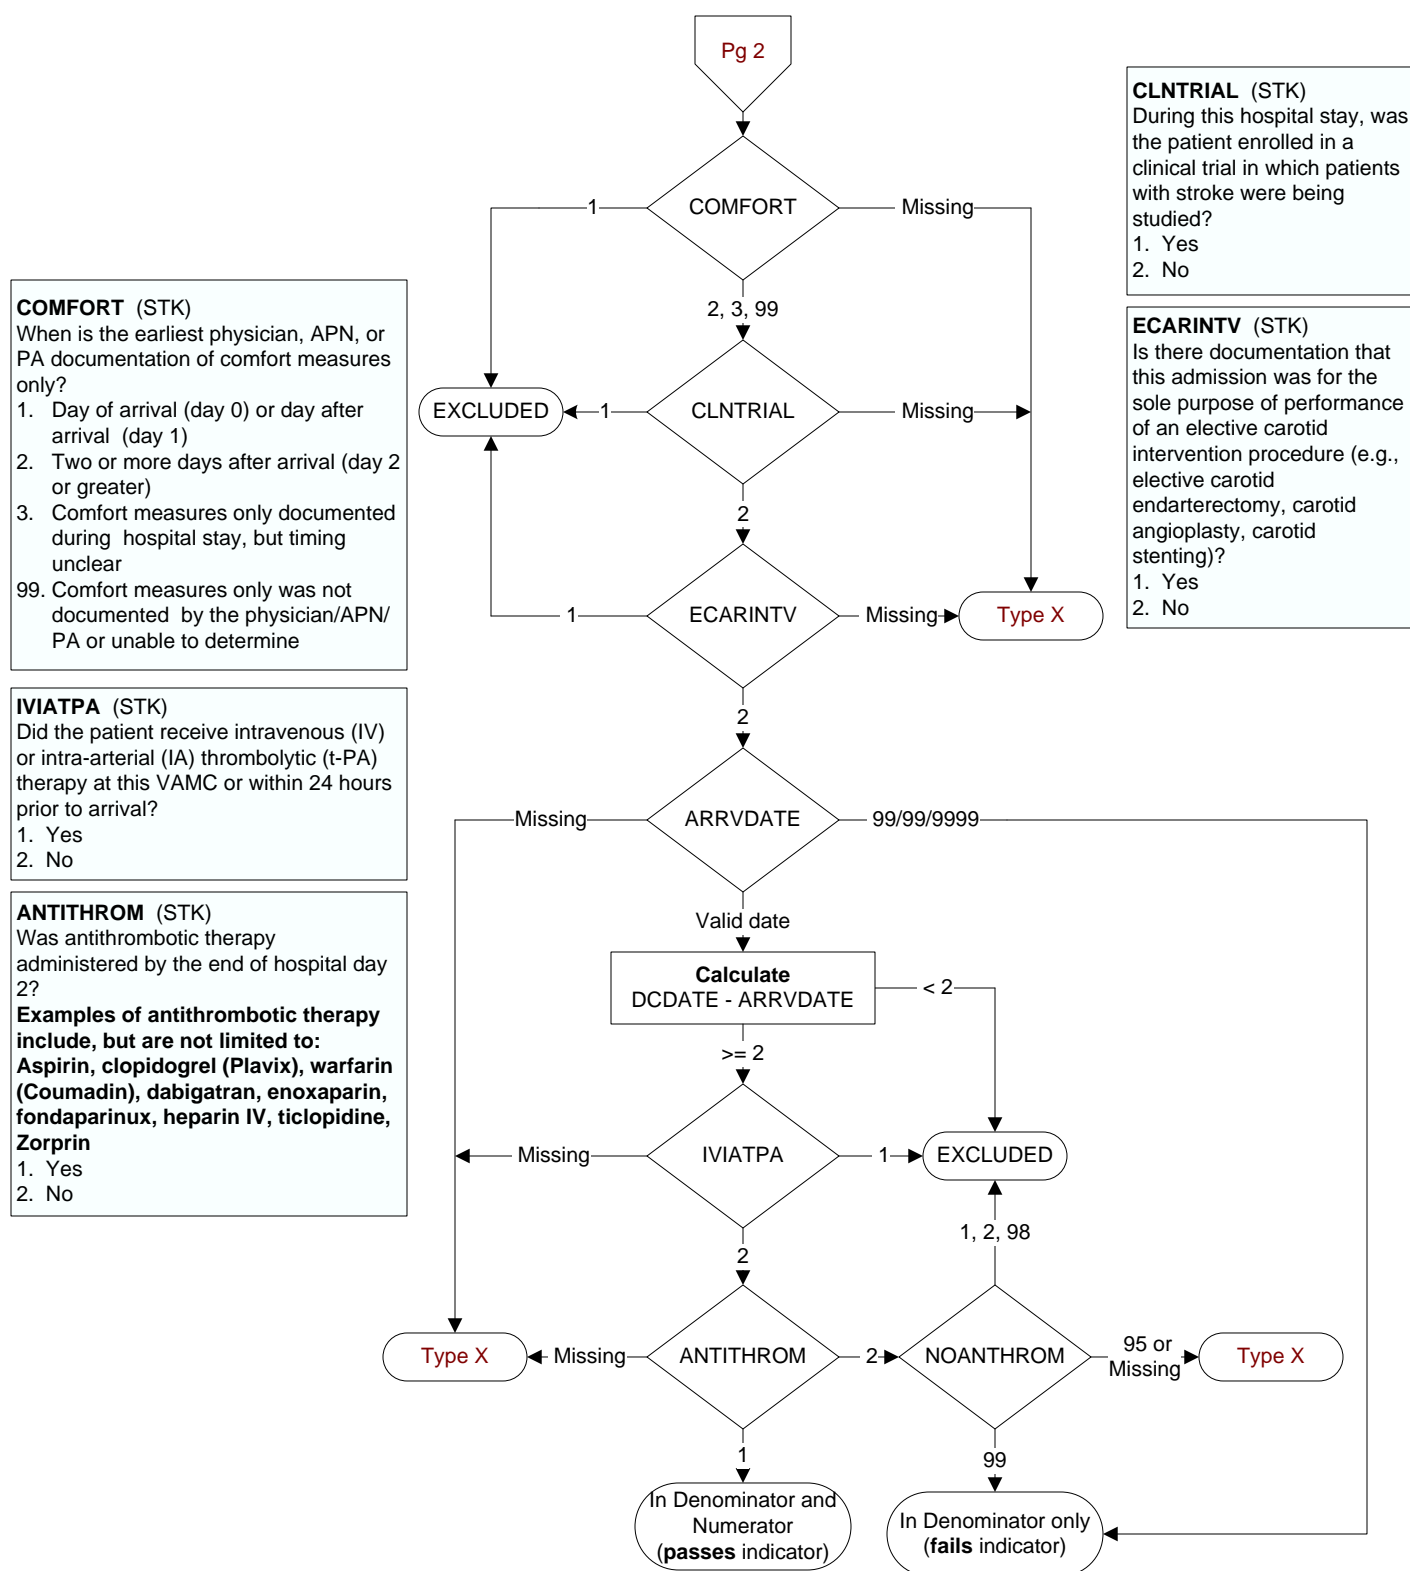 Pg 2
CLNTRIAL (STK)
During this hospital stay, was
the patient enrolled in a
clinical trial in which patients
with stroke were being
studied?
1. Yes
2. No
COMFORT
1
Missing
2, 3, 99
COMFORT (STK)
When is the earliest physician, APN, or
PA documentation of comfort measures
only?
1. Day of arrival (day 0) or day after
arrival (day 1)
2. Two or more days after arrival (day 2
or greater)
3. Comfort measures only documented
during hospital stay, but timing
unclear
99. Comfort measures only was not
documented by the physician/APN/
PA or unable to determine
ECARINTV (STK)
Is there documentation that
this admission was for the
sole purpose of performance
of an elective carotid
intervention procedure (e.g.,
elective carotid
endarterectomy, carotid
angioplasty, carotid
stenting)?
1. Yes
2. No
EXCLUDED
1
CLNTRIAL
Missing
2
1
ECARINTV
Missing
Type X
2
IVIATPA (STK)
Did the patient receive intravenous (IV)
or intra-arterial (IA) thrombolytic (t-PA)
therapy at this VAMC or within 24 hours
prior to arrival?
1. Yes
2. No
Missing
ARRVDATE
99/99/9999
Valid date
ANTITHROM (STK)
Was antithrombotic therapy
administered by the end of hospital day
2?
Examples of antithrombotic therapy
include, but are not limited to:
Aspirin, clopidogrel (Plavix), warfarin
(Coumadin), dabigatran, enoxaparin,
fondaparinux, heparin IV, ticlopidine,
Zorprin
1. Yes
2. No
Calculate
DCDATE - ARRVDATE
< 2
>= 2
Missing
IVIATPA
1
EXCLUDED
2
1, 2, 98
Type X
Missing
ANTITHROM
2
NOANTHROM
95 or
Missing
Type X
1
99
In Denominator and
Numerator
(passes indicator)
In Denominator only
(fails indicator)